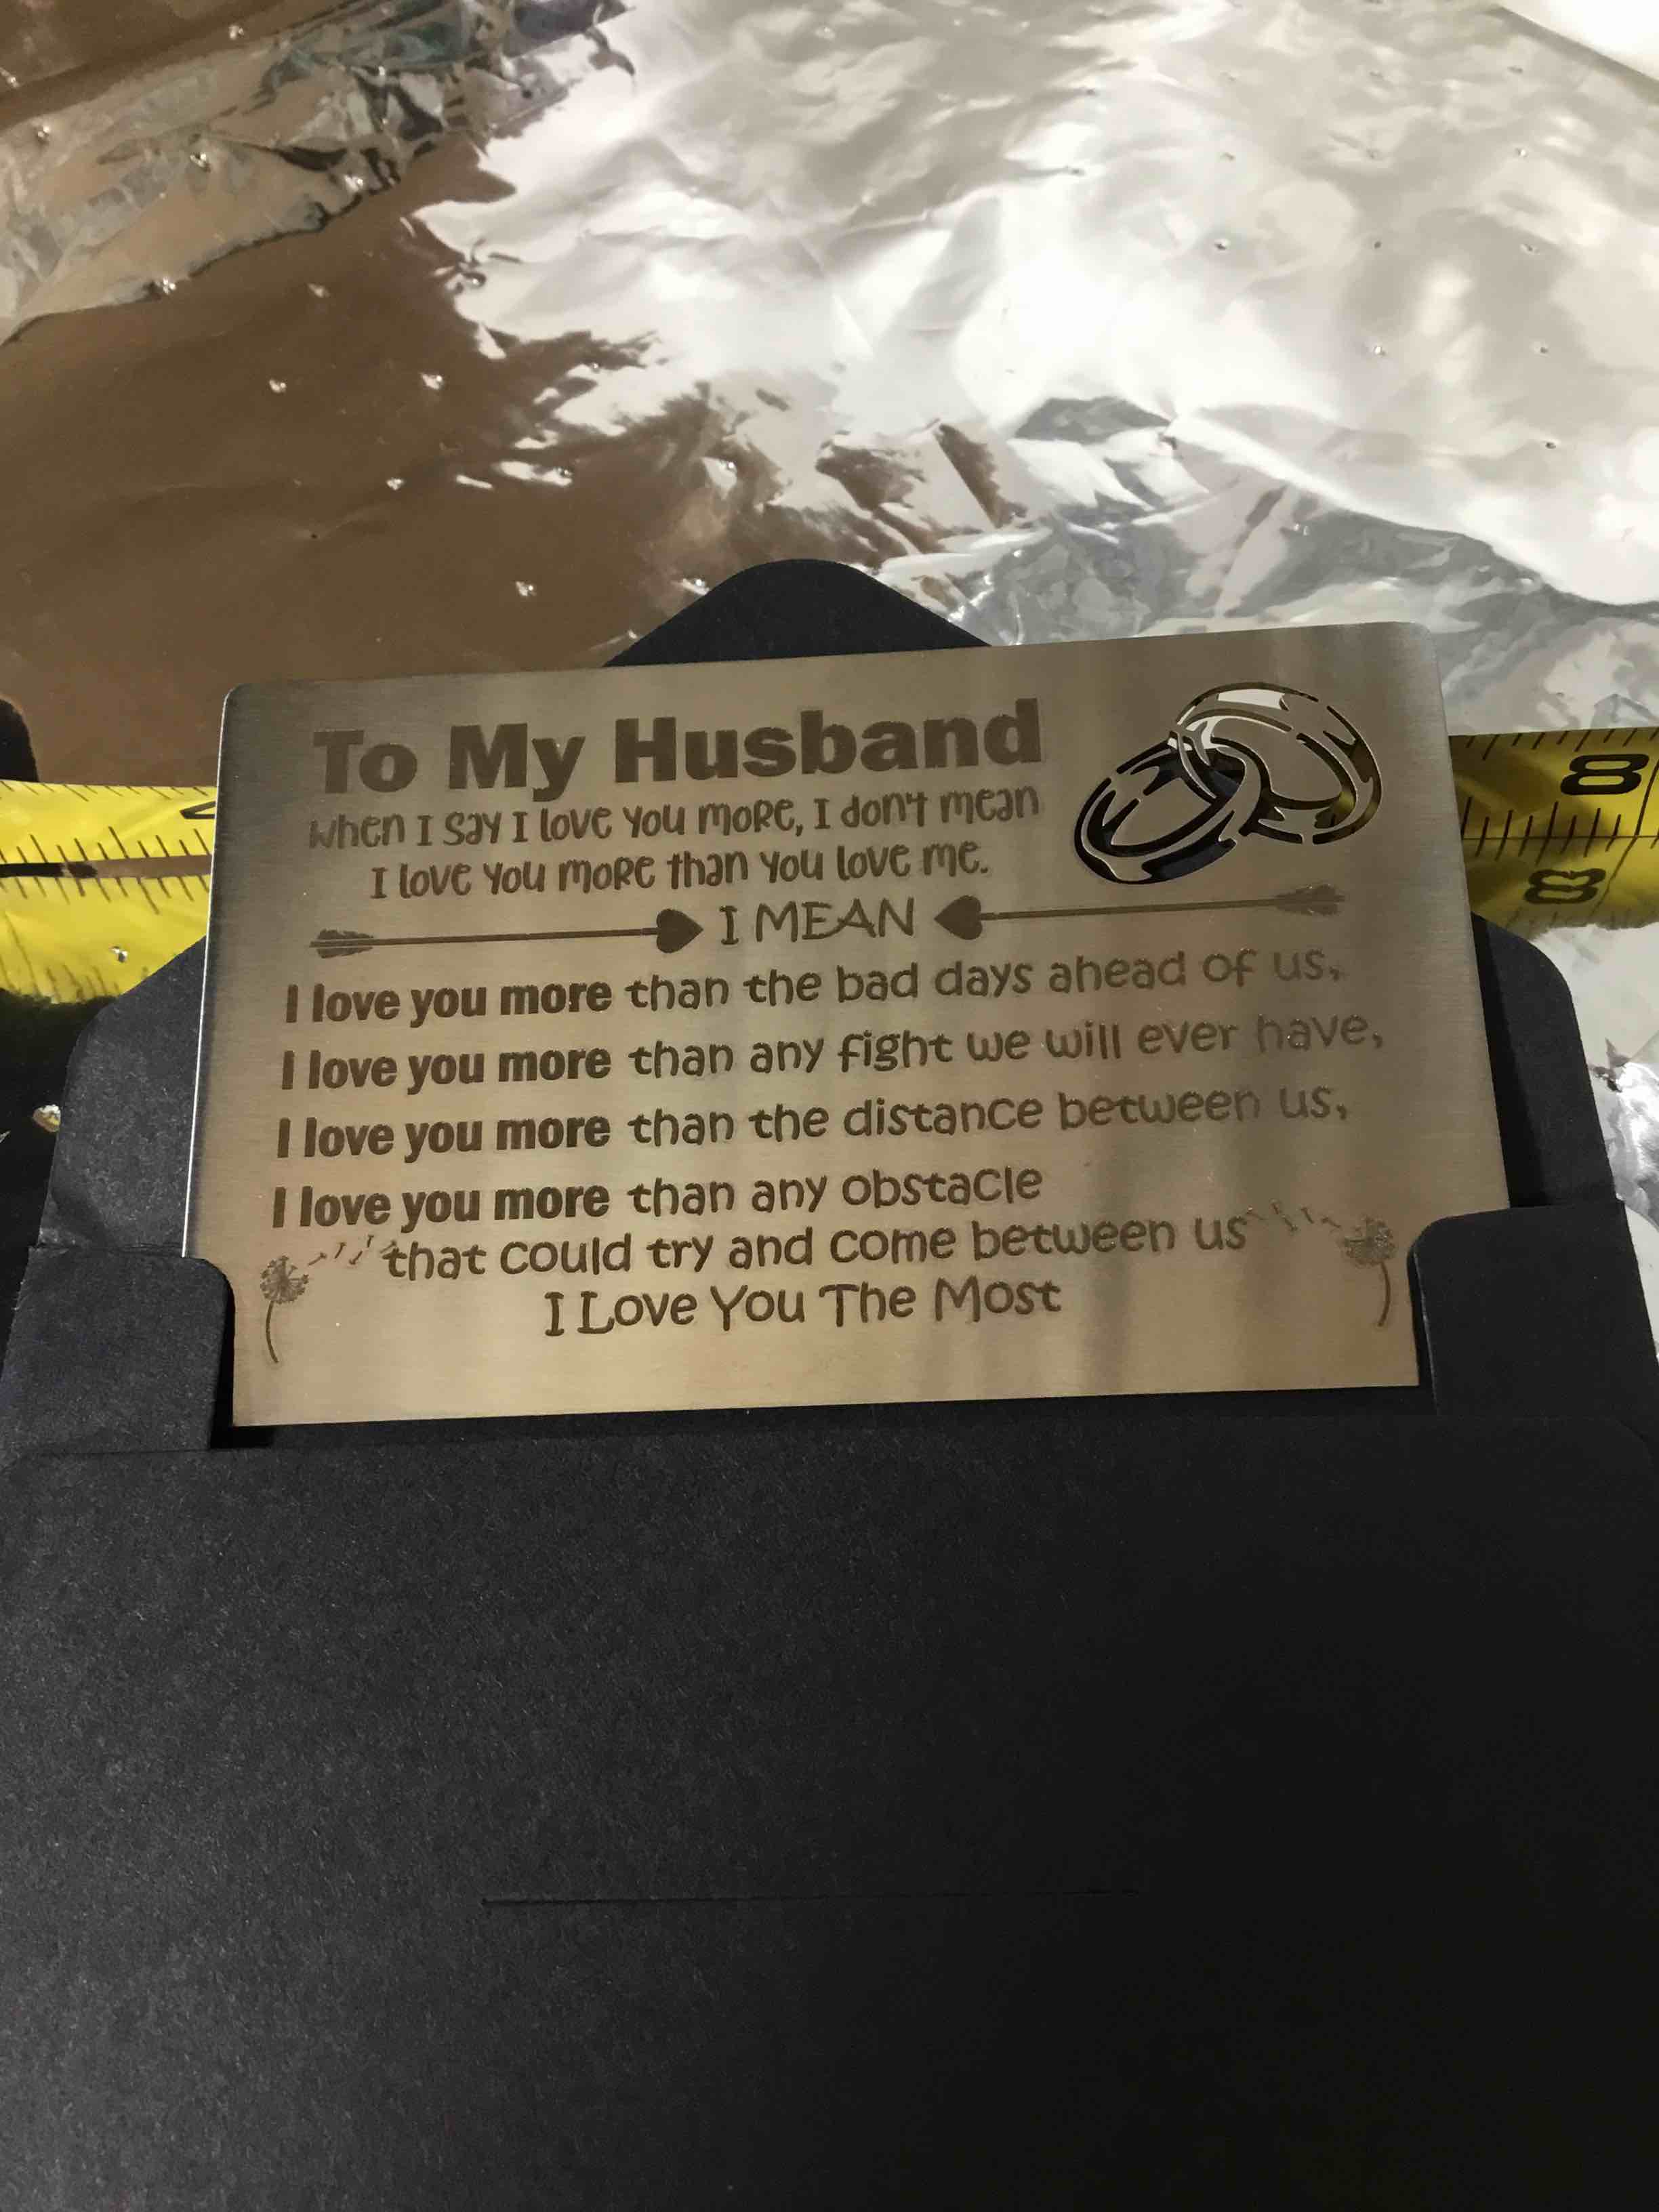 To My Husband
when I say I love you more, I don't mean
I love you more than you love me.
I MEAN
I love you more than the bad days ahead of us,
I love you more than any fight we will ever have,
I love you more than the distance between us,
I love you more than any obstacle
that could try and come between us
I Love You The Most
8
8